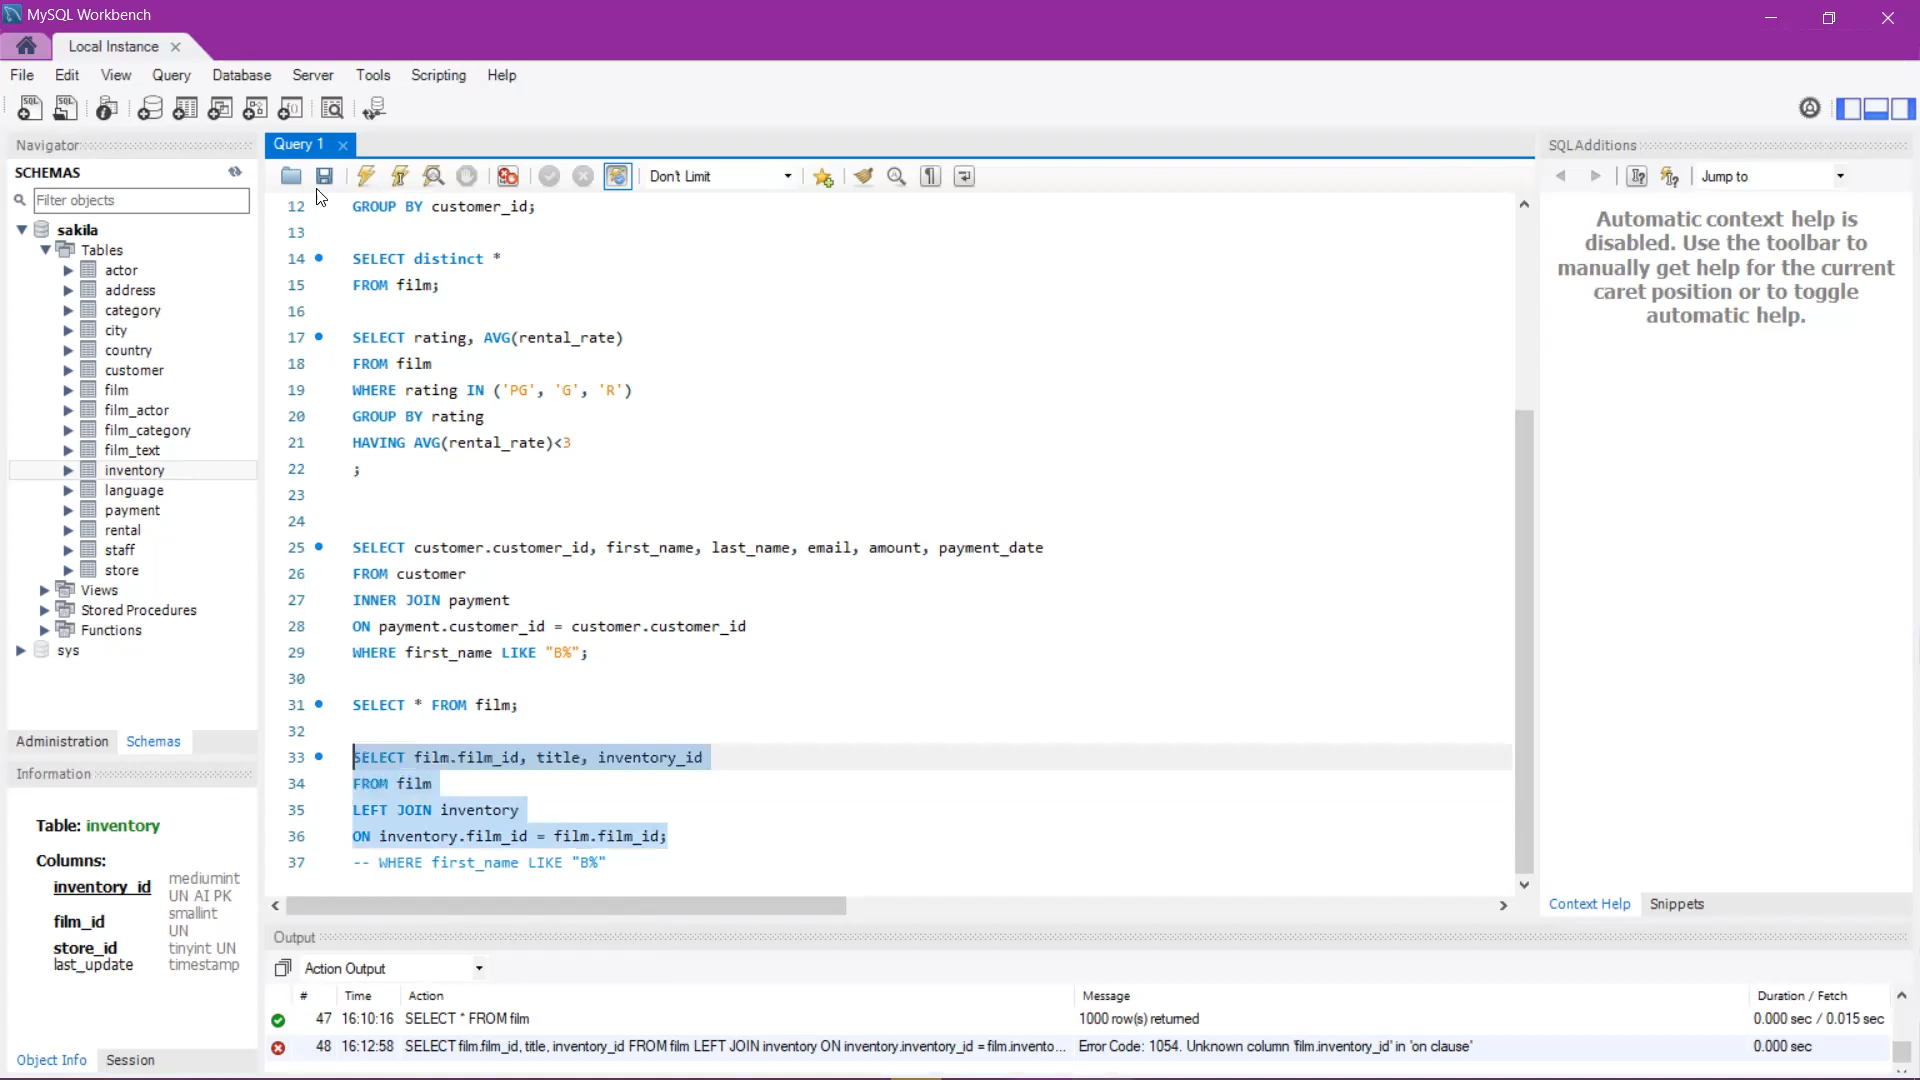 MySQL Workbench
Local Instance
File Edit View Query Database Server Tools Scripting Help
Navigator
SCHEMAS
Filter objects
sakila
Tables
actor
address
category
city
country
customer
film
film_actor
film_category
film_text
inventory
language
payment
rental
staff
store
Views
Stored Procedures
Functions
sys
Administration Schemas
Information
Table: inventory
Columns:
inventory_id mediumint
UN AI PK
film_id smallint
UN
store_id tinyint UN
last_update timestamp
Object Info Session
Query 1
Don't Limit
12 GROUP BY customer_id;
13
14 SELECT distinct *
15 FROM film;
16
17 SELECT rating, AVG(rental_rate)
18 FROM film
19 WHERE rating IN ('PG', 'G', 'R')
20 GROUP BY rating
21 HAVING AVG(rental_rate)<3
22 ;
23
24
25 SELECT customer.customer_id, first_name, last_name, email, amount, payment_date
26 FROM customer
27 INNER JOIN payment
28 ON payment.customer_id = customer.customer_id
29 WHERE first_name LIKE "B%";
30
31 SELECT * FROM film;
32
33 SELECT film.film_id, title, inventory_id
34 FROM film
35 LEFT JOIN inventory
36 ON inventory.film_id = film.film_id;
37 -- WHERE first_name LIKE "B%"
SQLAdditions
Jump to
Automatic context help is
disabled. Use the toolbar to
manually get help for the current
caret position or to toggle
automatic help.
Context Help Snippets
Output
Action Output
# Time Action Message Duration / Fetch
47 16:10:16 SELECT * FROM film 1000 row(s) returned 0.000 sec / 0.015 sec
48 16:12:58 SELECT film.film_id, title, inventory_id FROM film LEFT JOIN inventory ON inventory.inventory_id = film.invento... Error Code: 1054. Unknown column 'film.inventory_id' in 'on clause' 0.000 sec